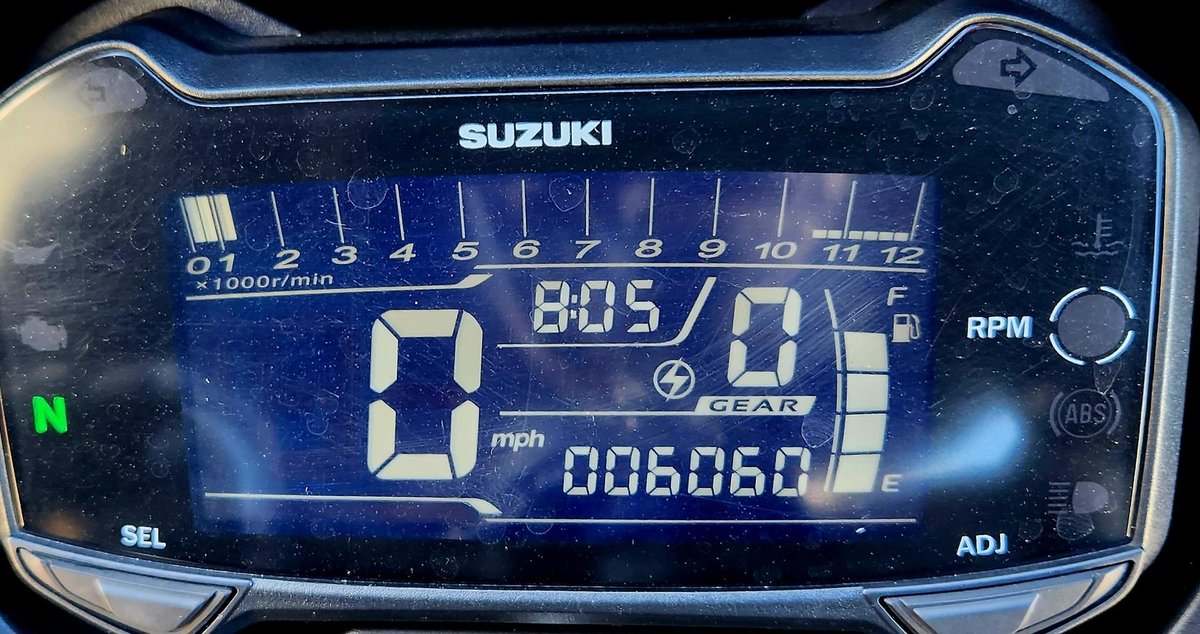 SUZUKI
0 1 2 3 4 5 6 7 8 9 10 11 12
×1000r/min
8:05
0
F
RPM
N
0
mph
GEAR
ABS
006060
E
SEL
ADJ